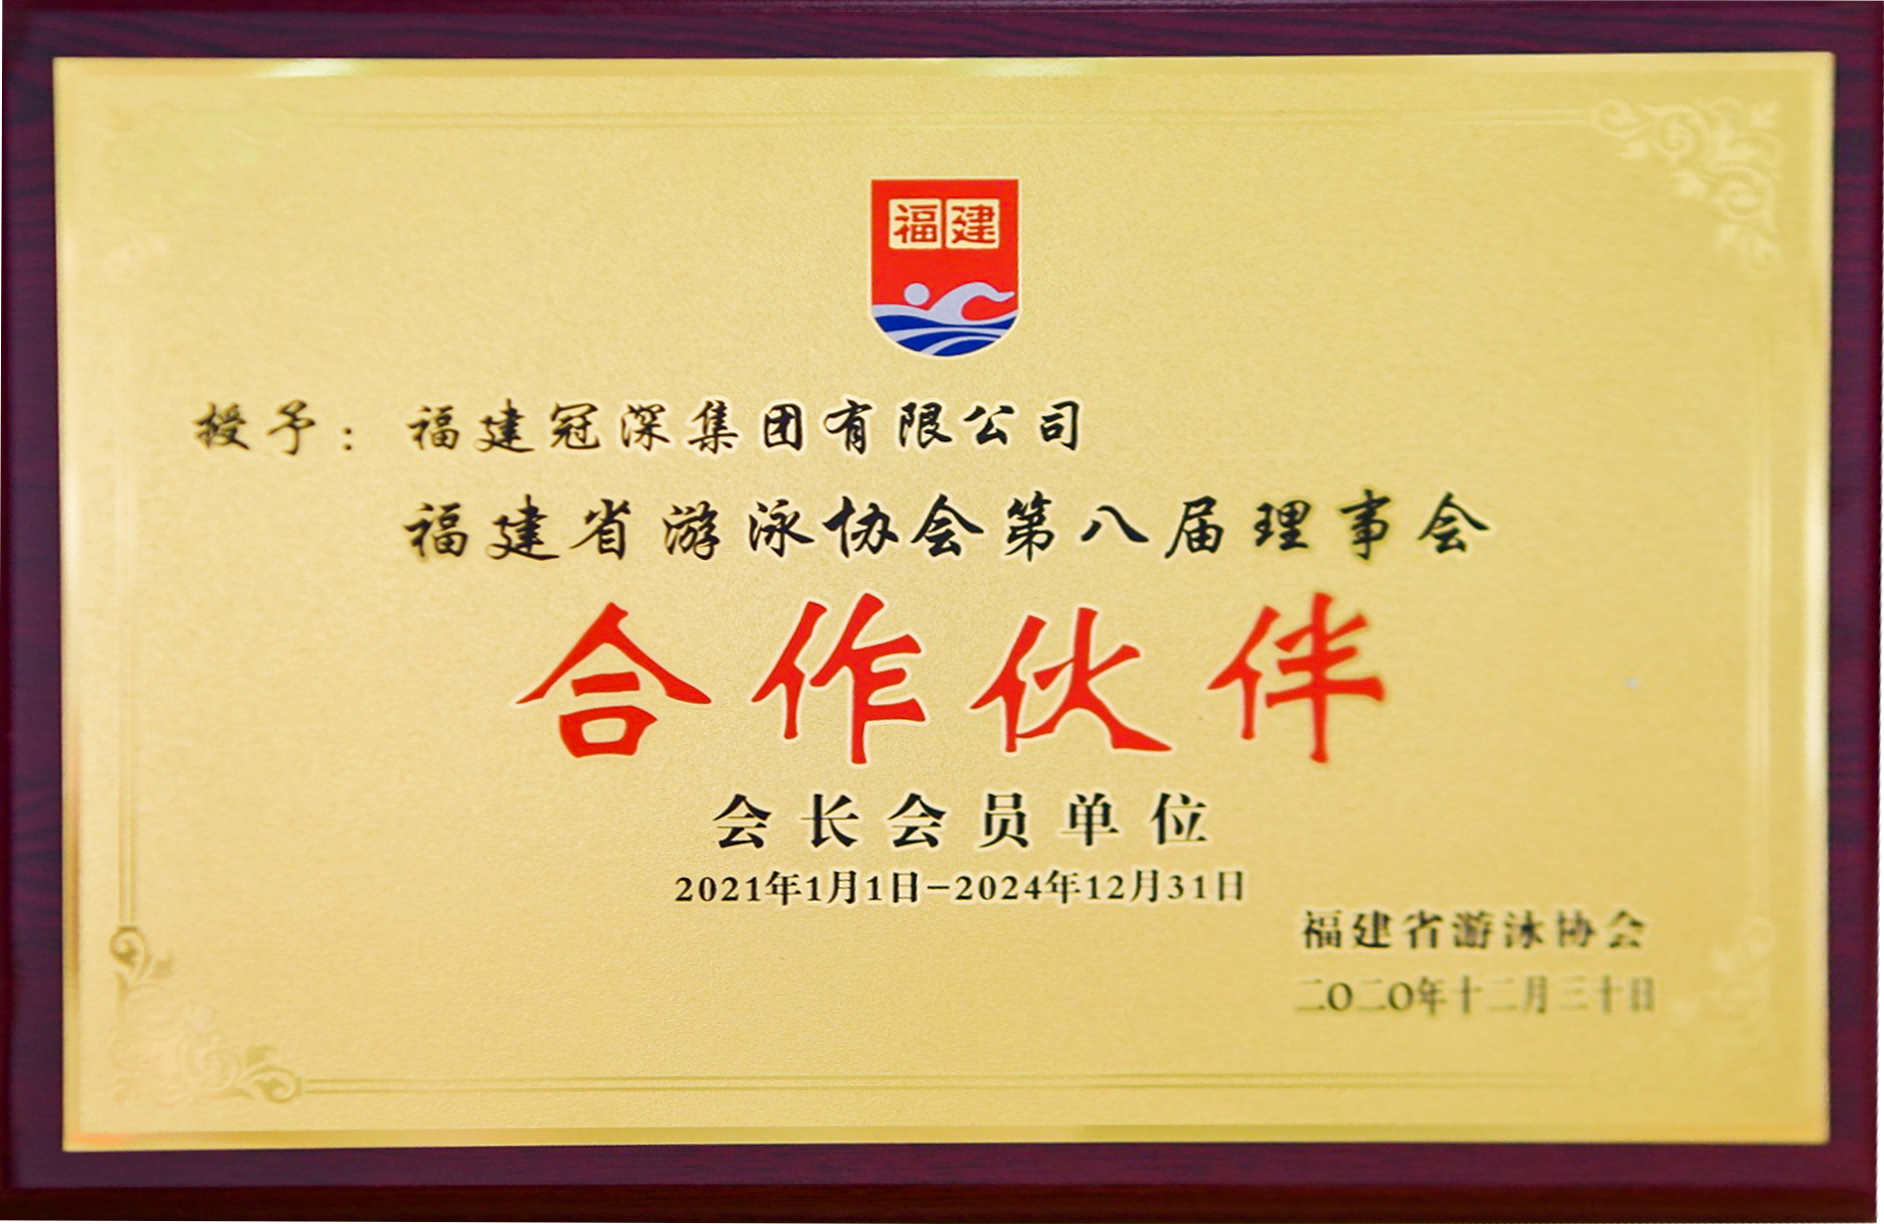 福建
授予：福建冠深集团有限公司
福建省游泳协会第八届理事会
合作伙伴
会长会员单位
2021年1月1日-2024年12月31日
福建省游泳协会
二〇二〇年十二月三十日